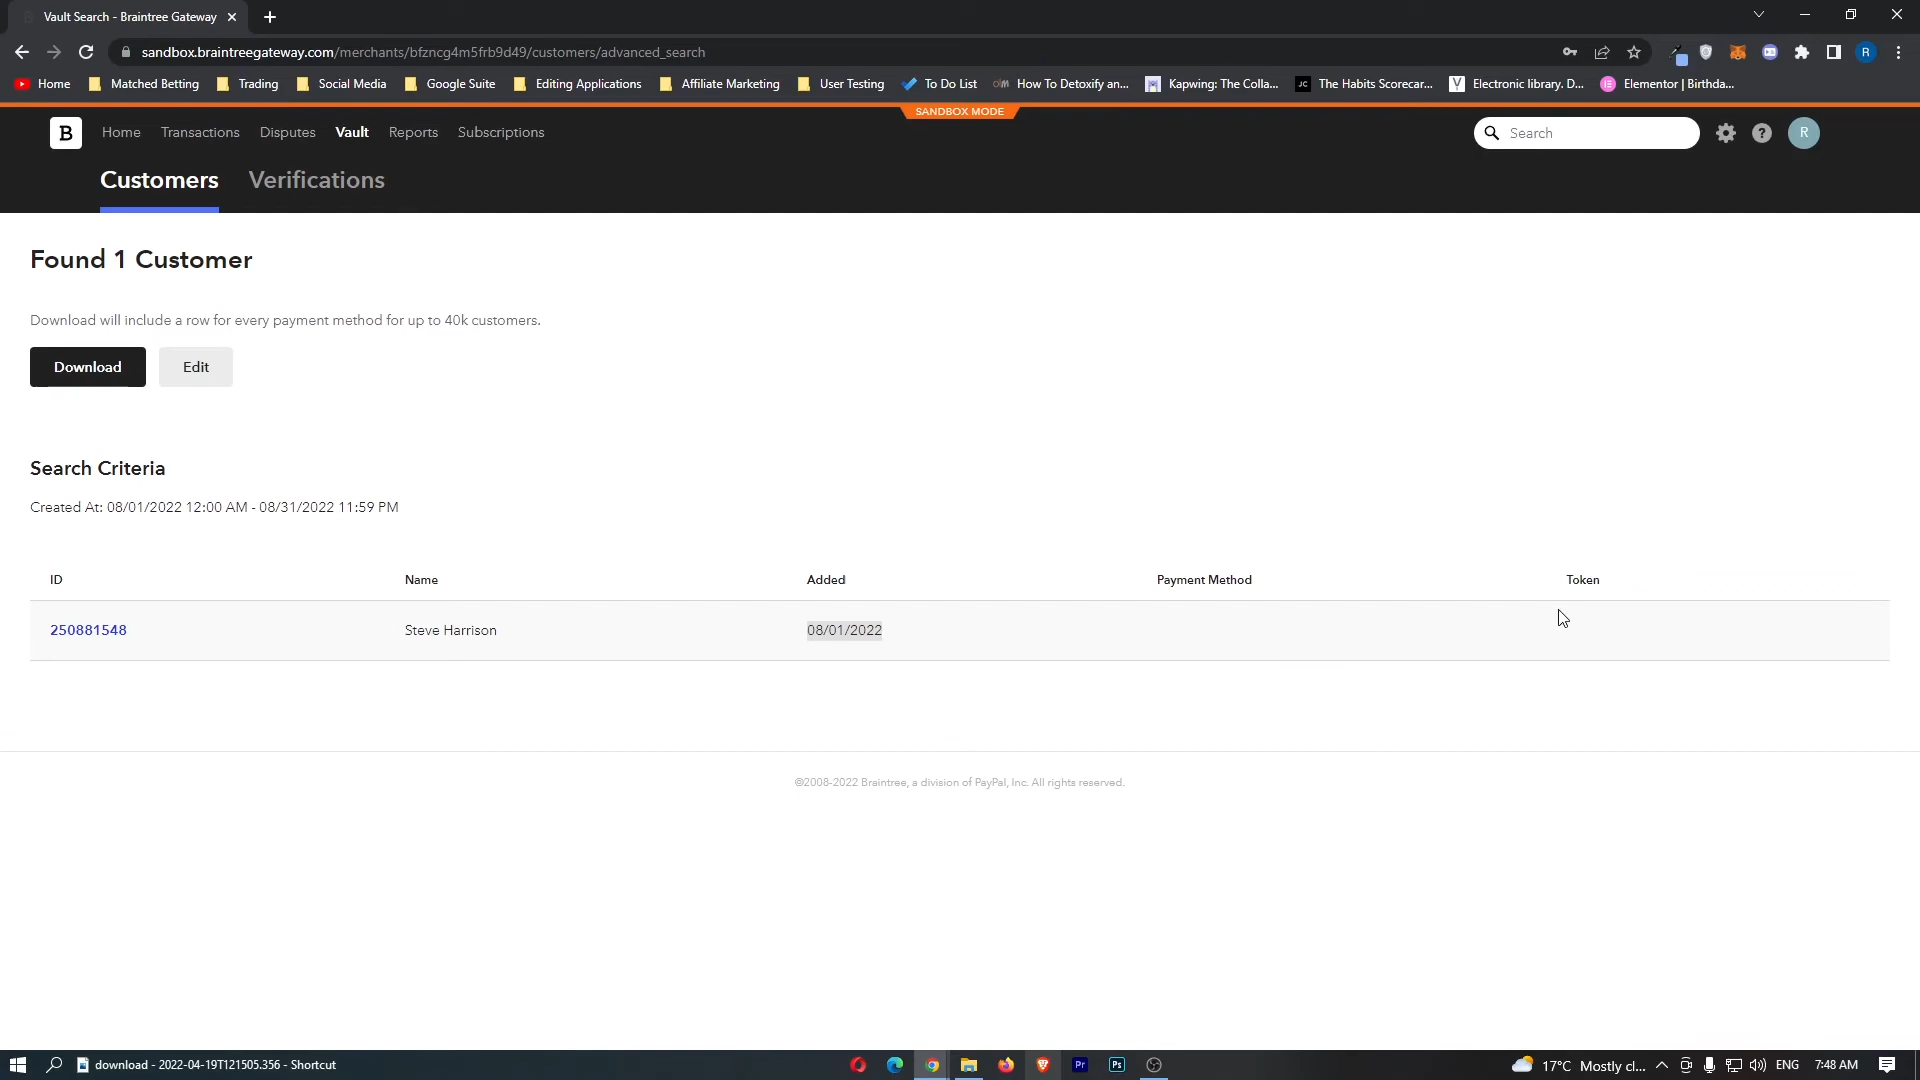 Vault Search - Braintree Gateway
sandbox.braintreegateway.com/merchants/bfzncg4m5frb9d49/customers/advanced_search
R
Home Matched Betting Trading Social Media Google Suite Editing Applications Affiliate Marketing User Testing To Do List How To Detoxify an... Kapwing: The Colla... JC The Habits Scorecar... Electronic library. D... Elementor | Birthda...
SANDBOX MODE
B Home Transactions Disputes Vault Reports Subscriptions Search ? R
Customers Verifications
Found 1 Customer
Download will include a row for every payment method for up to 40k customers.
Download Edit
Search Criteria
Created At: 08/01/2022 12:00 AM - 08/31/2022 11:59 PM
ID Name Added Payment Method Token
250881548 Steve Harrison 08/01/2022
©2008-2022 Braintree, a division of PayPal, Inc. All rights reserved.
download - 2022-04-19T121505.356 - Shortcut Pr Ps 17°C Mostly cl... ENG 7:48 AM